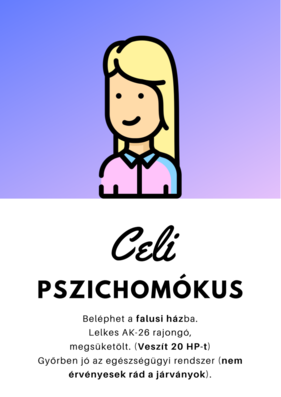 Celi
PSZICHOMÓKUS
Beléphet a falusi házba.
Lelkes AK-26 rajongó,
megsüketölt. (Veszít 20 HP-t)
Győrben jó az egészségügyi rendszer (nem
érvényesek rád a járványok).